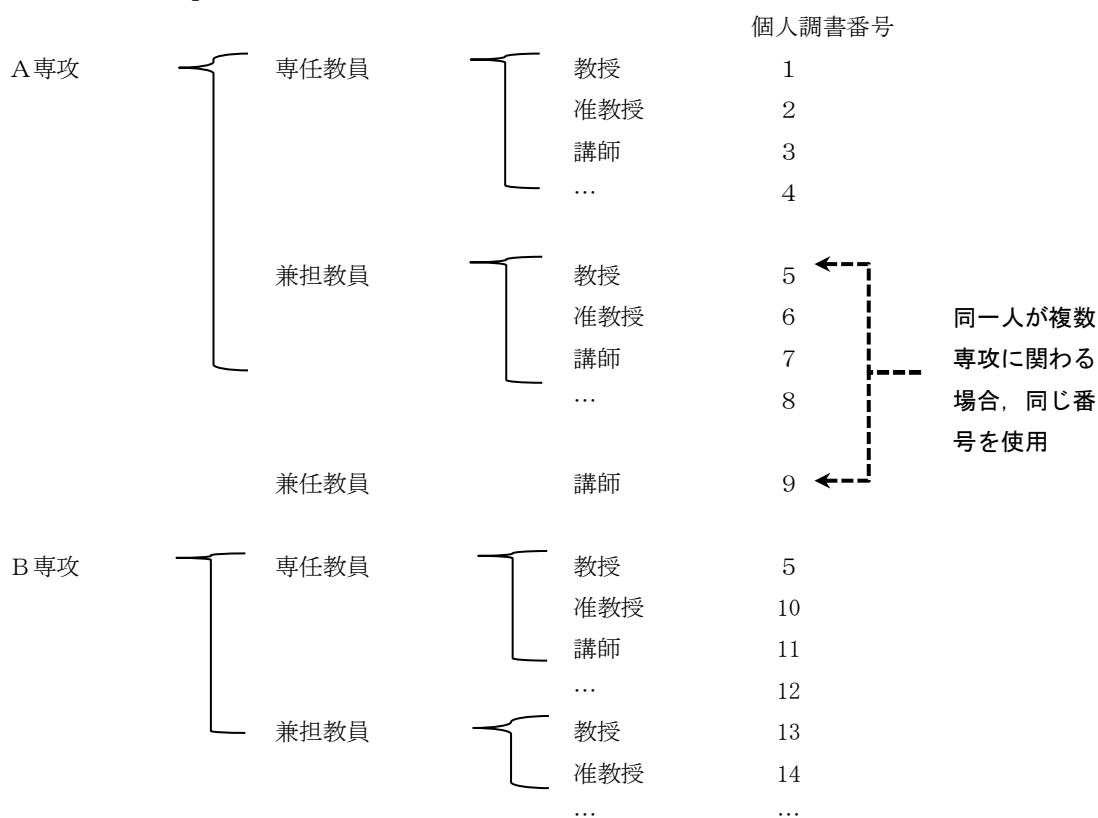 個人調書番号
A専攻 専任教員 教授 1
准教授 2
講師 3
… 4
兼担教員 教授 5
准教授 6
講師 7
… 8
同一人が複数
専攻に関わる
場合，同じ番
号を使用
兼任教員 講師 9
B専攻 専任教員 教授 5
准教授 10
講師 11
… 12
兼担教員 教授 13
准教授 14
… …